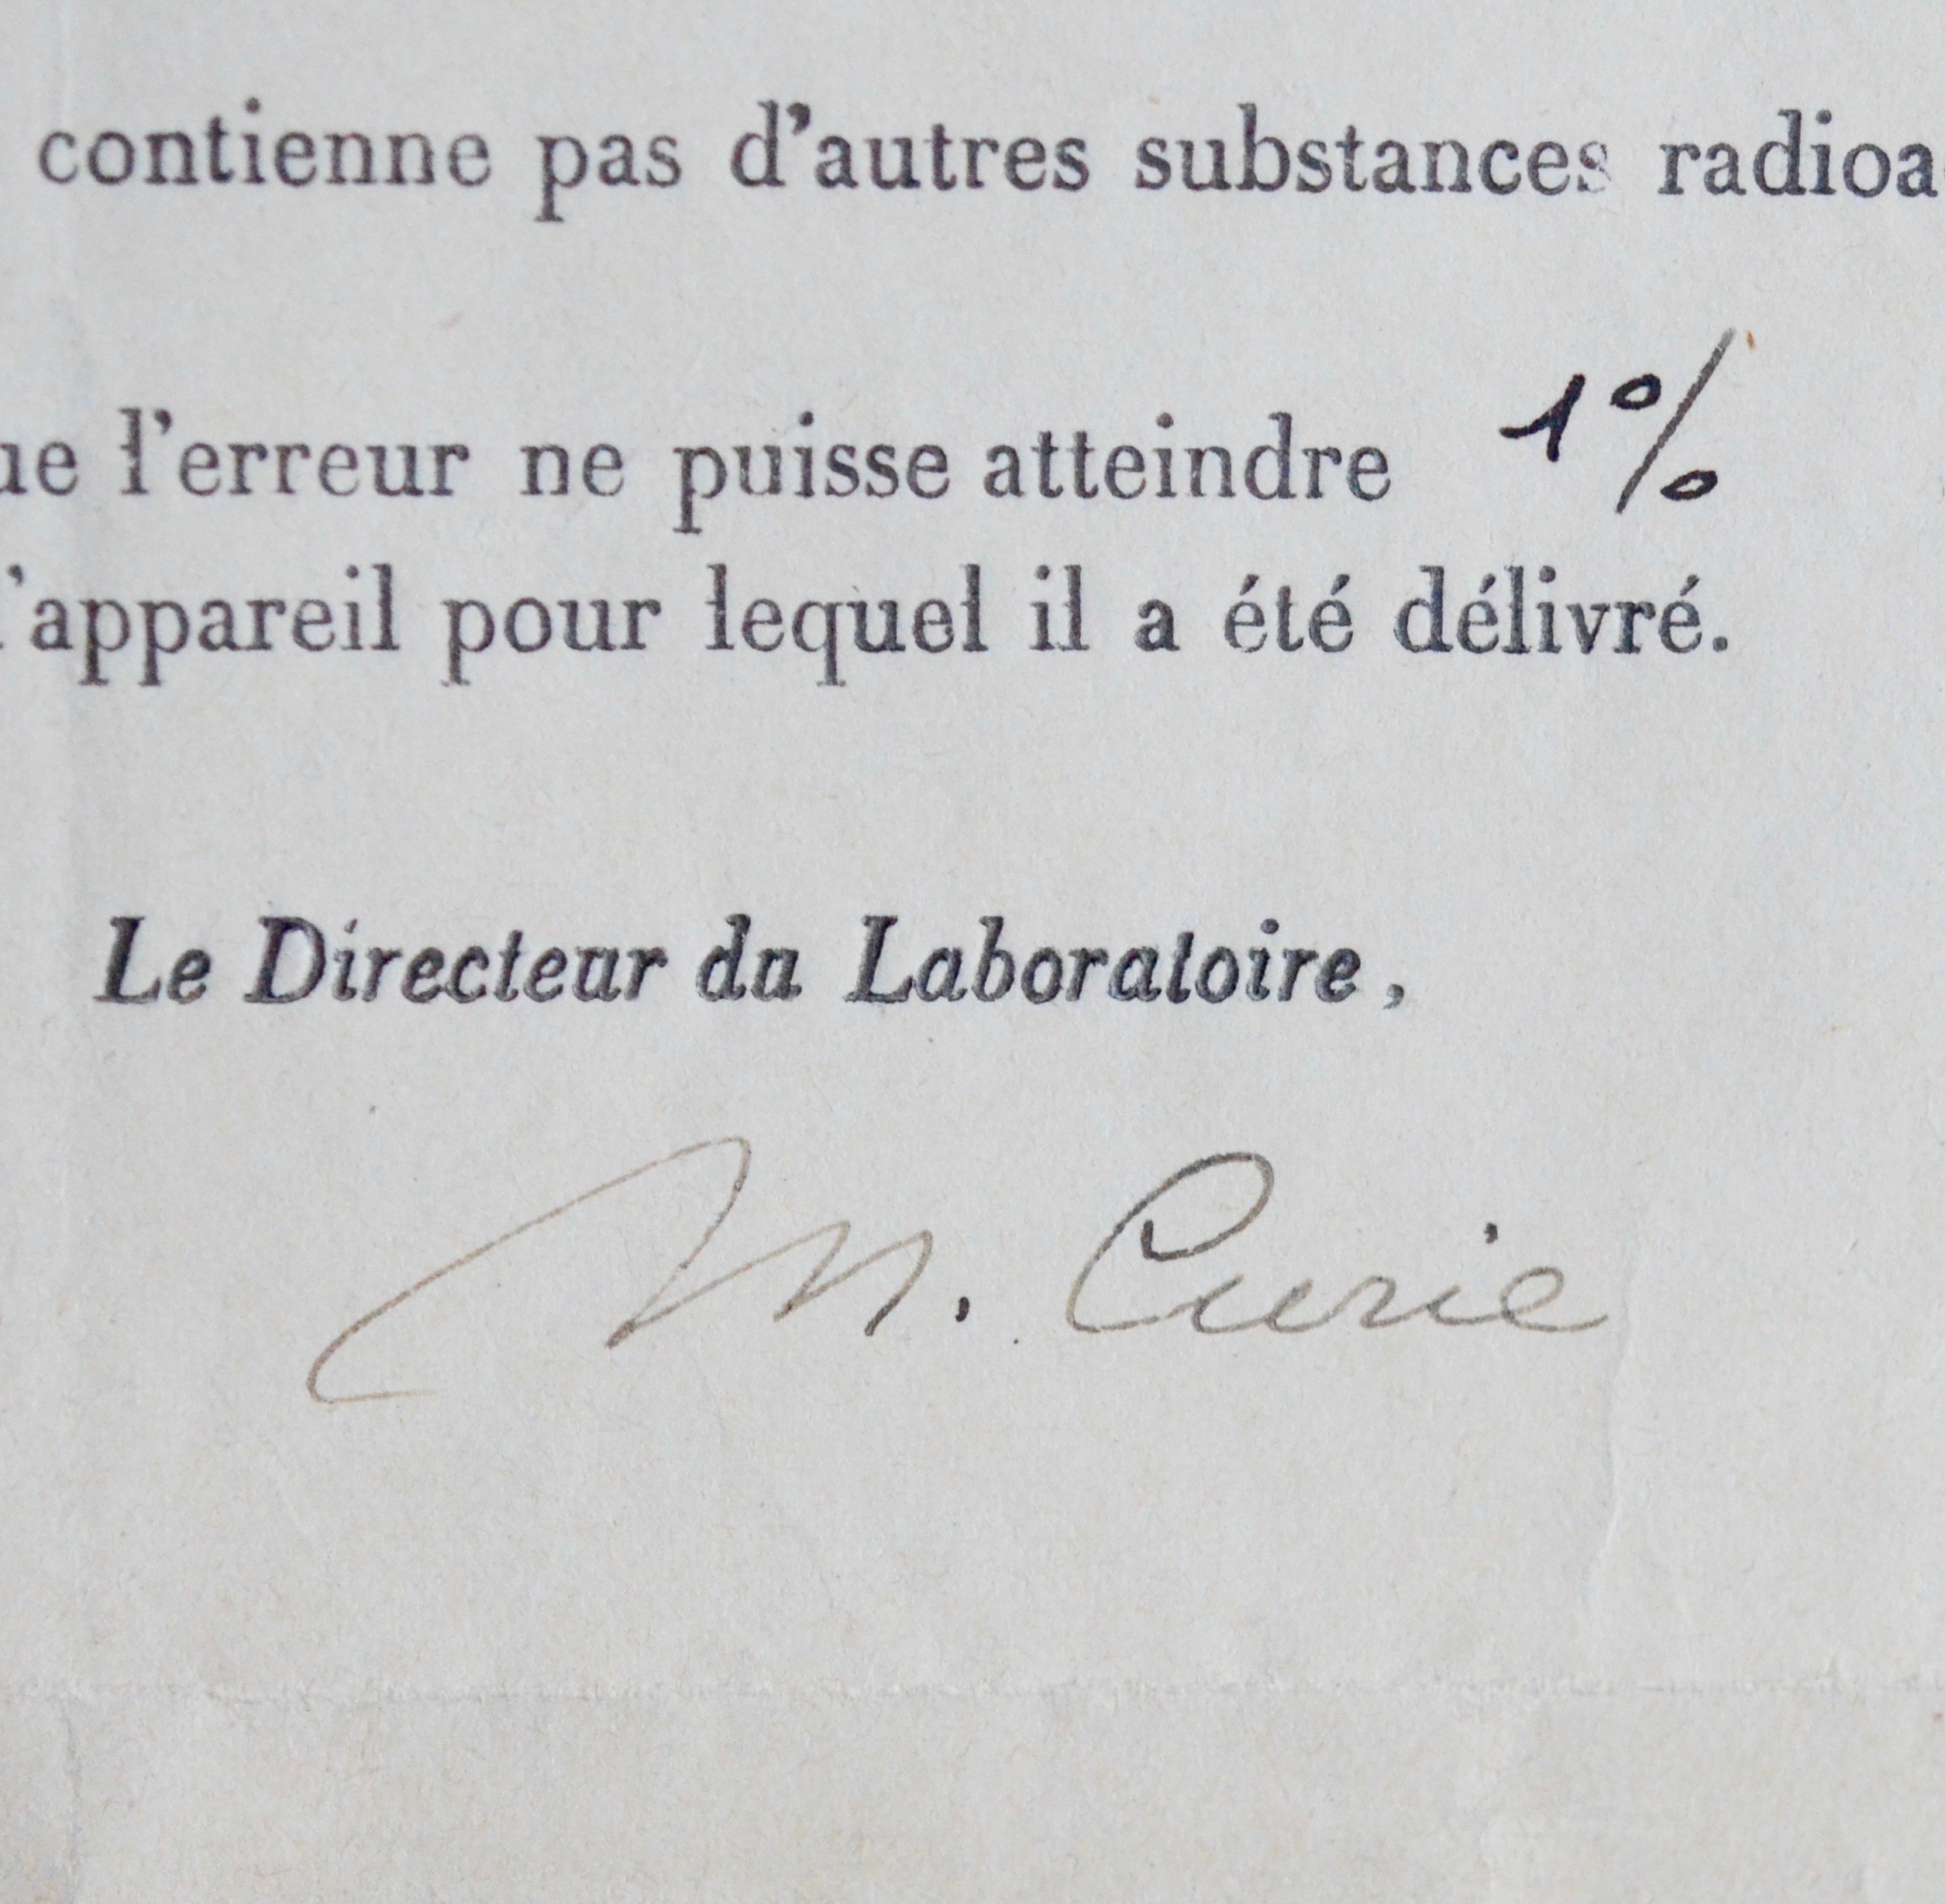 contienne pas d'autres substances radioa
ue l'erreur ne puisse atteindre 1%
l'appareil pour lequel il a été délivré.
Le Directeur du Laboratoire,
M. Curie